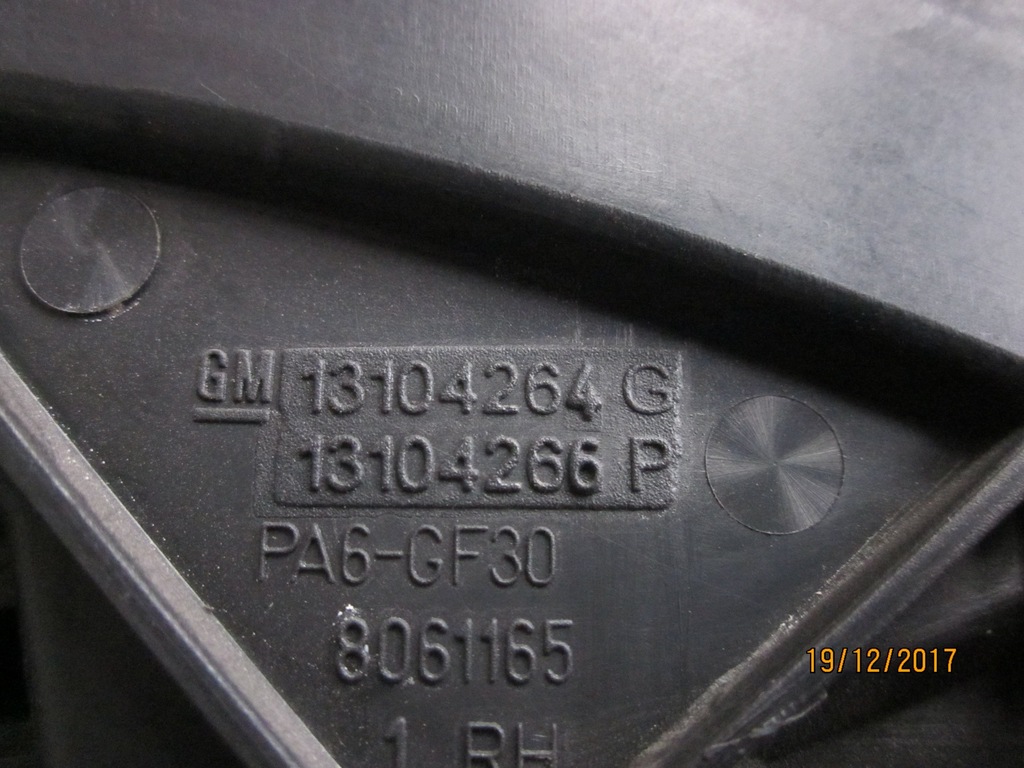 GM 13104264 G
13104266 P
PA6-GF30
8061165
1 RH
19/12/2017